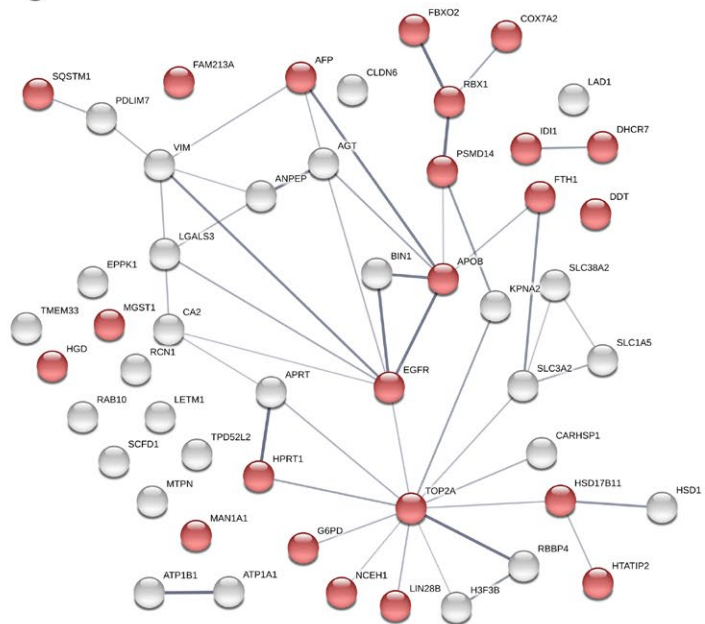 FBXO2
COX7A2
AFP
FAM213A
CLDN6
SQSTM1
RBX1
LAD1
PDLIM7
IDI1
DHCR7
VIM
AGT
PSMD14
ANPEP
FTH1
DDT
LGALS3
BIN1
APOB
EPPK1
SLC38A2
KPNA2
TMEM33
MGST1
CA2
SLC1A5
HGD
RCN1
EGFR
SLC3A2
APRT
RAB10
LETM1
SCFD1
TPD52L2
CARHSP1
HPRT1
MTPN
TOP2A
HSD17B11
HSD1
MAN1A1
G6PD
RBBP4
ATP1B1
ATP1A1
NCEH1
LIN28B
H3F3B
HTATIP2